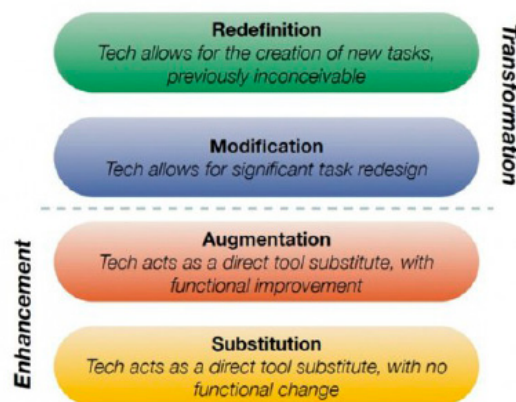 Redefinition
Tech allows for the creation of new tasks,
previously inconceivable
Transformation
Modification
Tech allows for significant task redesign
Augmentation
Tech acts as a direct tool substitute, with
functional improvement
Enhancement
Substitution
Tech acts as a direct tool substitute, with no
functional change